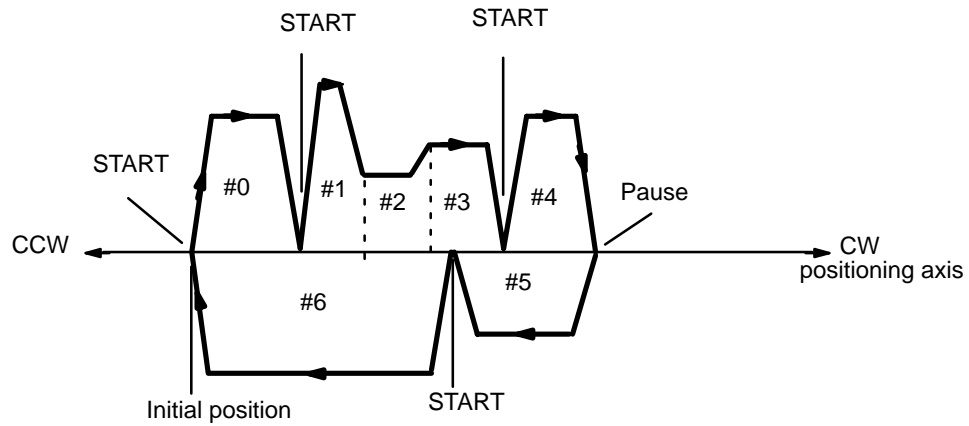 START
START
START
#0
#1
#2
#3
#4
Pause
CCW
CW
positioning axis
#5
#6
Initial position
START